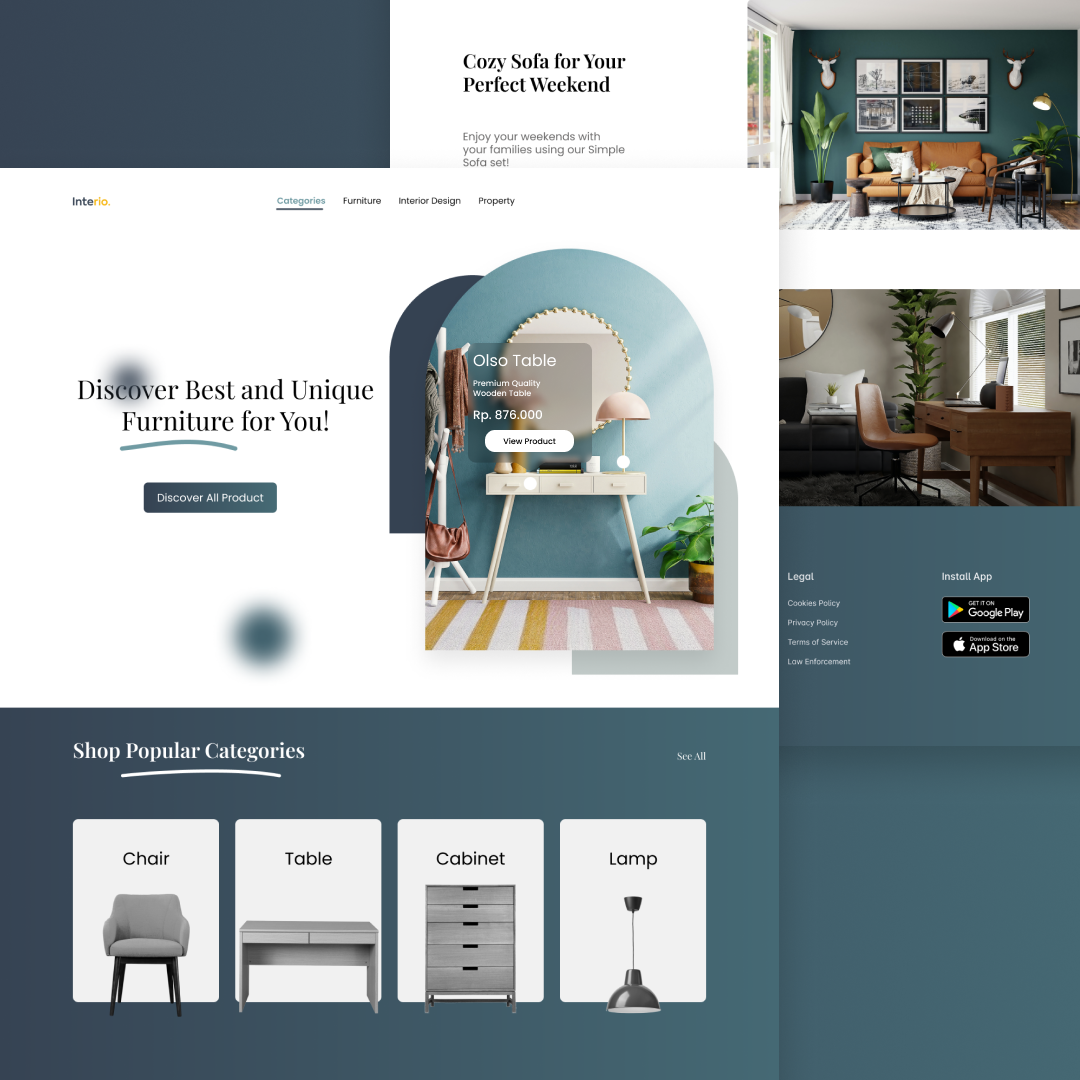 Cozy Sofa for Your
Perfect Weekend
Enjoy your weekends with
your families using our Simple
Sofa set!
Interio.
Categories
Furniture
Interior Design
Property
Discover Best and Unique
Furniture for You!
Discover All Product
Olso Table
Premium Quality
Wooden Table
Rp. 876.000
View Product
Legal
Cookies Policy
Privacy Policy
Terms of Service
Law Enforcement
Install App
GET IT ON
Google Play
Download on the
App Store
Shop Popular Categories
See All
Chair
Table
Cabinet
Lamp